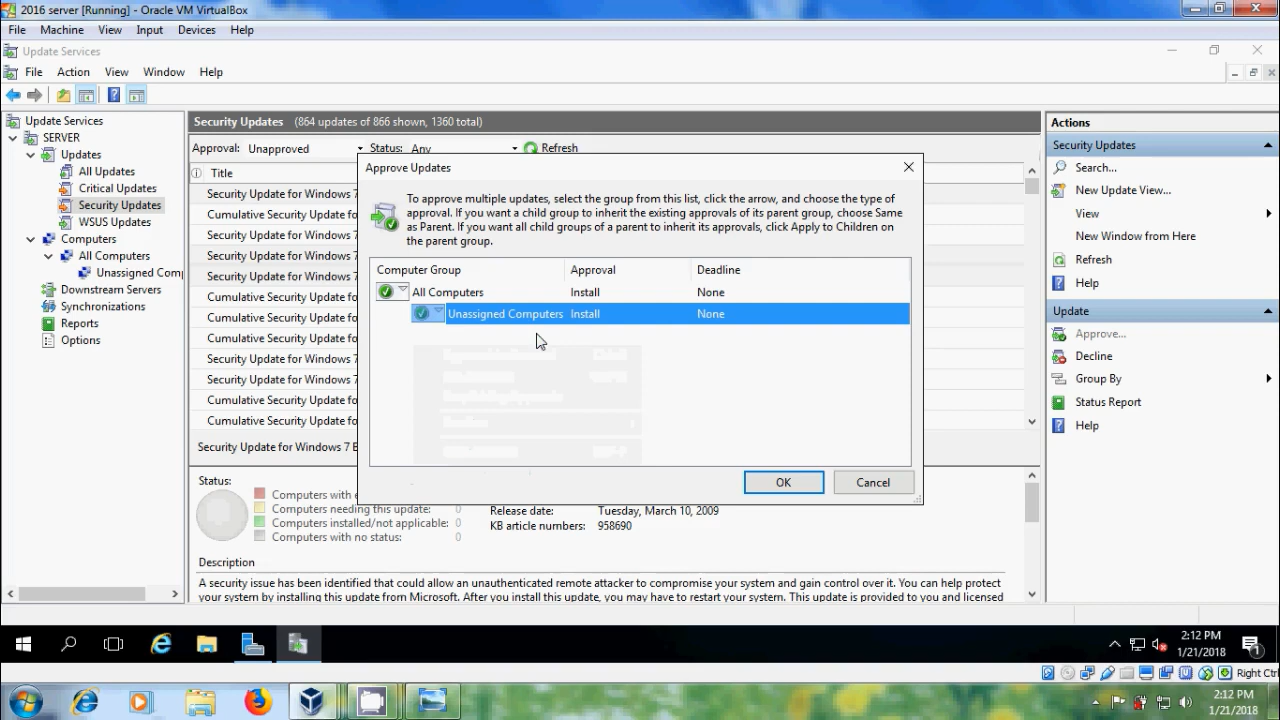 2016 server [Running] - Oracle VM VirtualBox
File Machine View Input Devices Help
Update Services
File Action View Window Help
Update Services
SERVER
Updates
All Updates
Critical Updates
Security Updates
WSUS Updates
Computers
All Computers
Unassigned Comp
Downstream Servers
Synchronizations
Reports
Options
Security Updates (864 updates of 866 shown, 1360 total)
Approval: Unapproved Status: Any Refresh
Title
Security Update for Windows 7
Cumulative Security Update for
Security Update for Windows 7
Security Update for Windows 7
Security Update for Windows 7
Cumulative Security Update for
Cumulative Security Update for
Cumulative Security Update for
Security Update for Windows 7
Security Update for Windows 7
Cumulative Security Update for
Cumulative Security Update for
Security Update for Windows 7 E
Approve Updates
To approve multiple updates, select the group from this list, click the arrow, and choose the type of
approval. If you want a child group to inherit the existing approvals of its parent group, choose Same
as Parent. If you want all child groups of a parent to inherit its approvals, click Apply to Children on
the parent group.
Computer Group Approval Deadline
All Computers Install None
Unassigned Computers Install None
OK Cancel
Status:
Computers with e
Computers needing this update: 0
Computers installed/not applicable: 0
Computers with no status: 0
Release date: Tuesday, March 10, 2009
KB article numbers: 958690
Description
A security issue has been identified that could allow an unauthenticated remote attacker to compromise your system and gain control over it. You can help protect
your system by installing this update from Microsoft. After you install this update, you may have to restart your system. This update is provided to you and licensed
Actions
Security Updates
Search...
New Update View...
View
New Window from Here
Refresh
Help
Update
Approve...
Decline
Group By
Status Report
Help
2:12 PM
1/21/2018
1
Right Ctrl
2:12 PM
1/21/2018